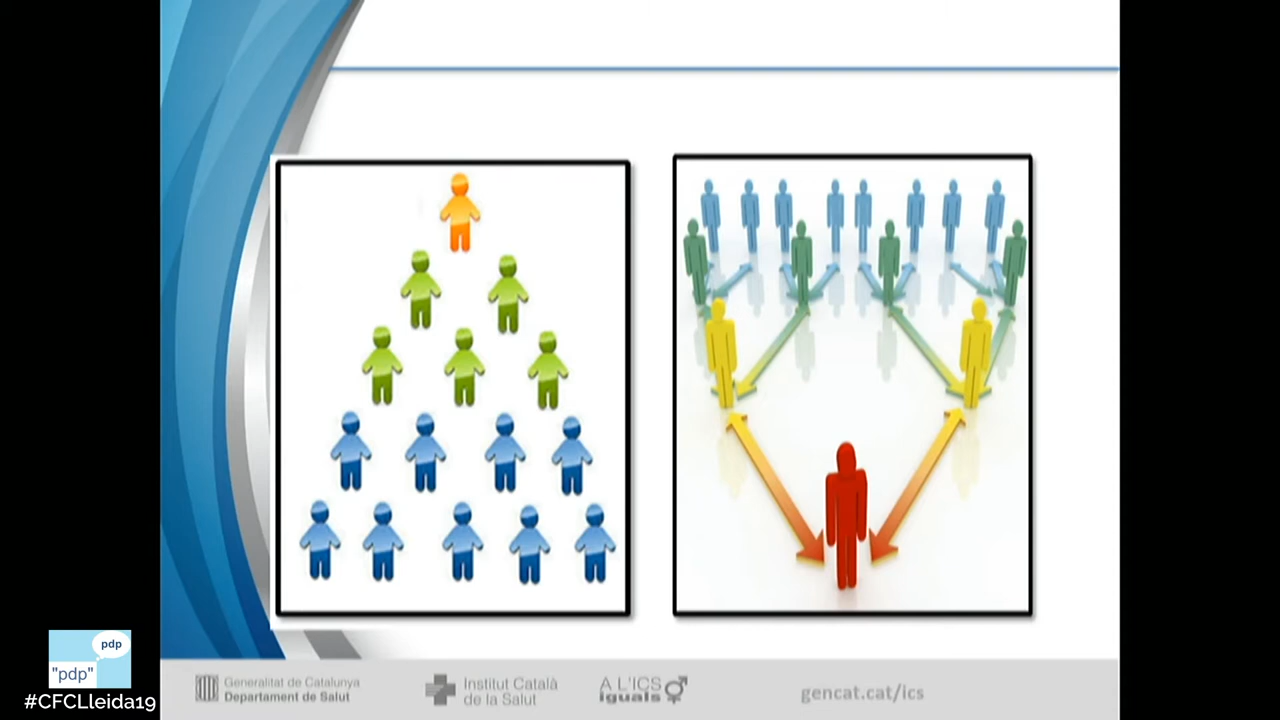 pdp
"pdp"
#CFCLleida19
Generalitat de Catalunya
Departament de Salut
Institut Català
de la Salut
A L'ICS
iguals
gencat.cat/ics